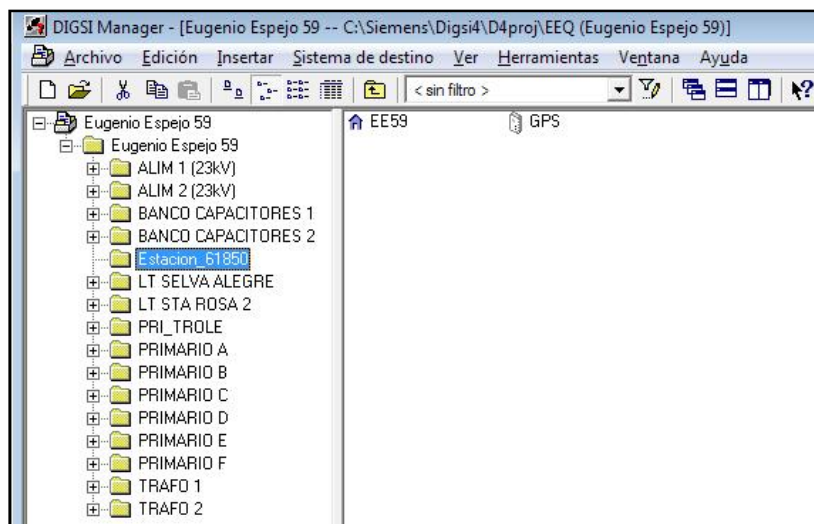 DIGSI Manager - [Eugenio Espejo 59 -- C:\Siemens\Digsi4\D4proj\EEQ (Eugenio Espejo 59)]
Archivo Edición Insertar Sistema de destino Ver Herramientas Ventana Ayuda
< sin filtro >
Eugenio Espejo 59
Eugenio Espejo 59
ALIM 1 (23kV)
ALIM 2 (23kV)
BANCO CAPACITORES 1
BANCO CAPACITORES 2
Estacion_61850
LT SELVA ALEGRE
LT STA ROSA 2
PRI_TROLE
PRIMARIO A
PRIMARIO B
PRIMARIO C
PRIMARIO D
PRIMARIO E
PRIMARIO F
TRAFO 1
TRAFO 2
EE59 GPS